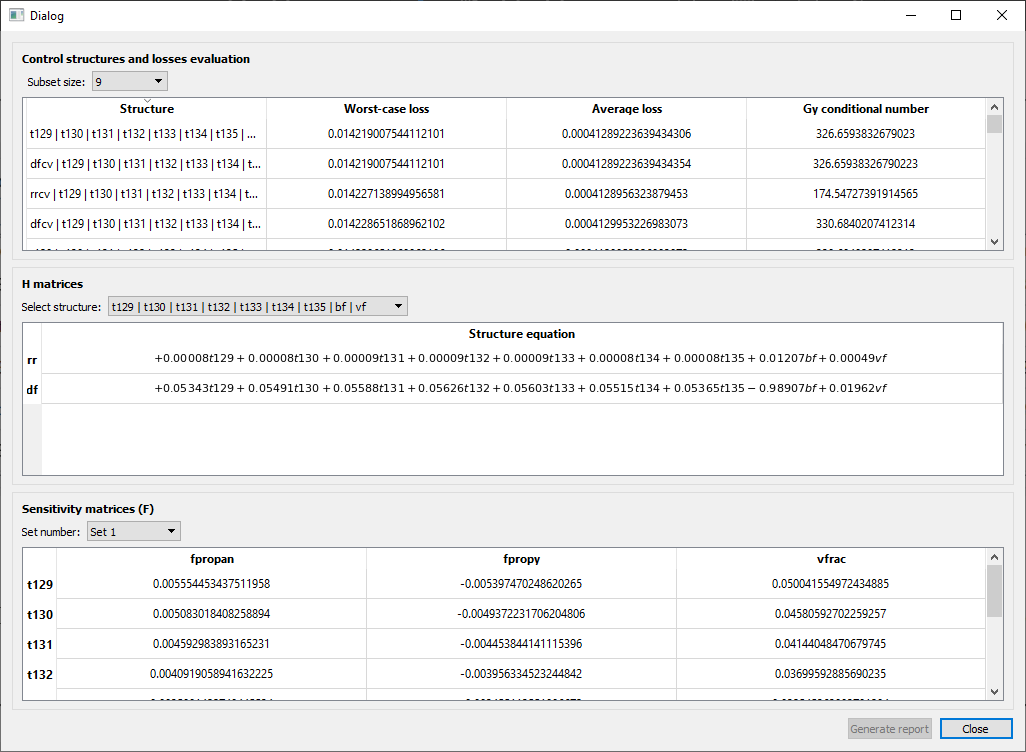 Dialog
Control structures and losses evaluation
Subset size: 9
Structure Worst-case loss Average loss Gy conditional number
t129 | t130 | t131 | t132 | t133 | t134 | t135 | ... 0.014219007544112101 0.00041289223639434306 326.6593832679023
dfcv | t129 | t130 | t131 | t132 | t133 | t134 | t... 0.014219007544112101 0.00041289223639434354 326.65938326790223
rrcv | t129 | t130 | t131 | t132 | t133 | t134 | t... 0.014227138994956581 0.0004128956323879453 174.54727391914565
dfcv | t129 | t130 | t131 | t132 | t133 | t134 | t... 0.014228651868962102 0.0004129953226983073 330.6840207412314
H matrices
Select structure: t129 | t130 | t131 | t132 | t133 | t134 | t135 | bf | vf
Structure equation
rr +0.00008t129 + 0.00008t130 + 0.00009t131 + 0.00009t132 + 0.00009t133 + 0.00008t134 + 0.00008t135 + 0.01207bf + 0.00049vf
df +0.05343t129 + 0.05491t130 + 0.05588t131 + 0.05626t132 + 0.05603t133 + 0.05515t134 + 0.05365t135 − 0.98907bf + 0.01962vf
Sensitivity matrices (F)
Set number: Set 1
fpropan fpropy vfrac
t129 0.005554453437511958 -0.005397470248620265 0.050041554972434885
t130 0.005083018408258894 -0.0049372231706204806 0.04580592702259257
t131 0.004592983893165231 -0.004453844141115396 0.04144048470679745
t132 0.0040919058941632225 -0.003956334523244842 0.03699592885690235
Generate report Close